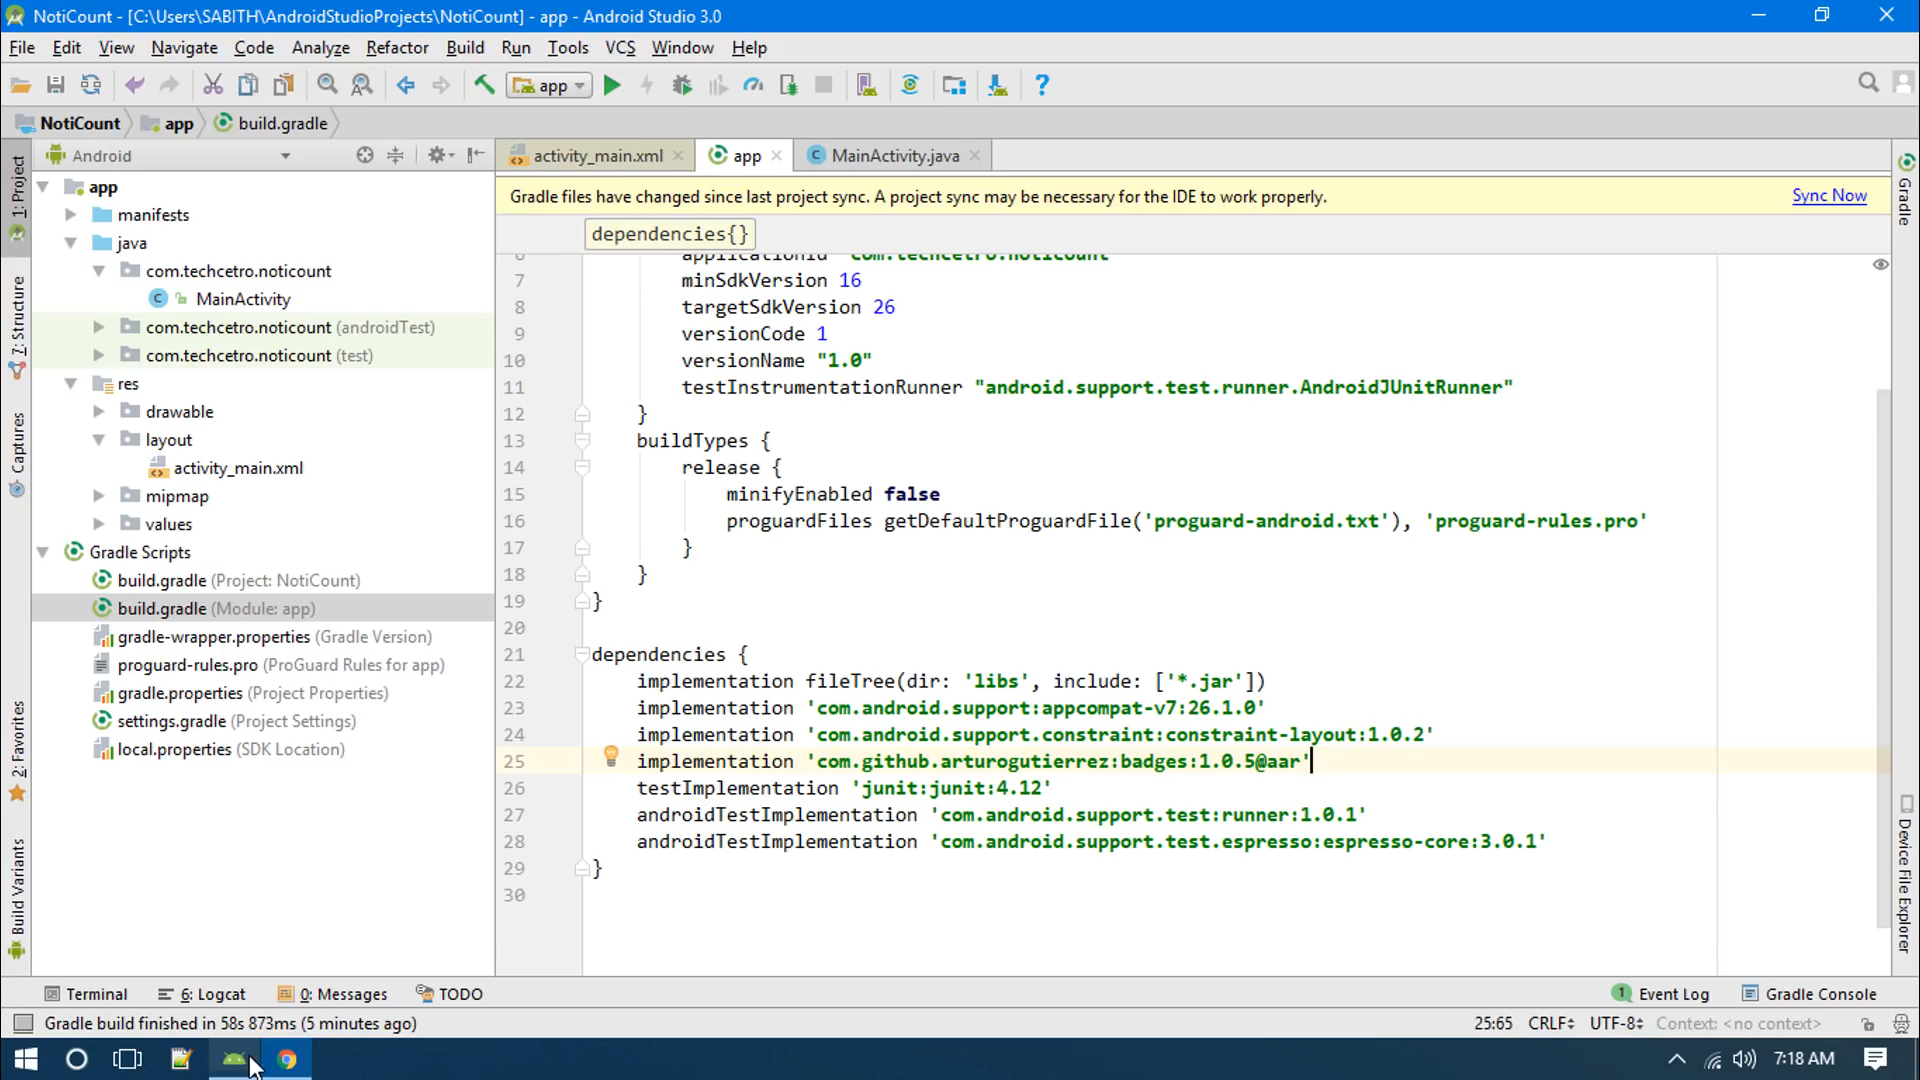 NotiCount - [C:\Users\SABITH\AndroidStudioProjects\NotiCount] - app - Android Studio 3.0
File Edit View Navigate Code Analyze Refactor Build Run Tools VCS Window Help
app
NotiCount app build.gradle
Android
activity_main.xml app MainActivity.java
Gradle files have changed since last project sync. A project sync may be necessary for the IDE to work properly. Sync Now
dependencies{}
1: Project
7: Structure
Captures
2: Favorites
Build Variants
app
manifests
java
com.techcetro.noticount
MainActivity
com.techcetro.noticount (androidTest)
com.techcetro.noticount (test)
res
drawable
layout
activity_main.xml
mipmap
values
Gradle Scripts
build.gradle (Project: NotiCount)
build.gradle (Module: app)
gradle-wrapper.properties (Gradle Version)
proguard-rules.pro (ProGuard Rules for app)
gradle.properties (Project Properties)
settings.gradle (Project Settings)
local.properties (SDK Location)
6 applicationId "com.techcetro.noticount"
7 minSdkVersion 16
8 targetSdkVersion 26
9 versionCode 1
10 versionName "1.0"
11 testInstrumentationRunner "android.support.test.runner.AndroidJUnitRunner"
12 }
13 buildTypes {
14 release {
15 minifyEnabled false
16 proguardFiles getDefaultProguardFile('proguard-android.txt'), 'proguard-rules.pro'
17 }
18 }
19 }
20
21 dependencies {
22 implementation fileTree(dir: 'libs', include: ['*.jar'])
23 implementation 'com.android.support:appcompat-v7:26.1.0'
24 implementation 'com.android.support.constraint:constraint-layout:1.0.2'
25 implementation 'com.github.arturogutierrez:badges:1.0.5@aar'
26 testImplementation 'junit:junit:4.12'
27 androidTestImplementation 'com.android.support.test:runner:1.0.1'
28 androidTestImplementation 'com.android.support.test.espresso:espresso-core:3.0.1'
29 }
30
Gradle
Device File Explorer
Terminal 6: Logcat 0: Messages TODO 1 Event Log Gradle Console
Gradle build finished in 58s 873ms (5 minutes ago) 25:65 CRLF UTF-8 Context: <no context>
7:18 AM